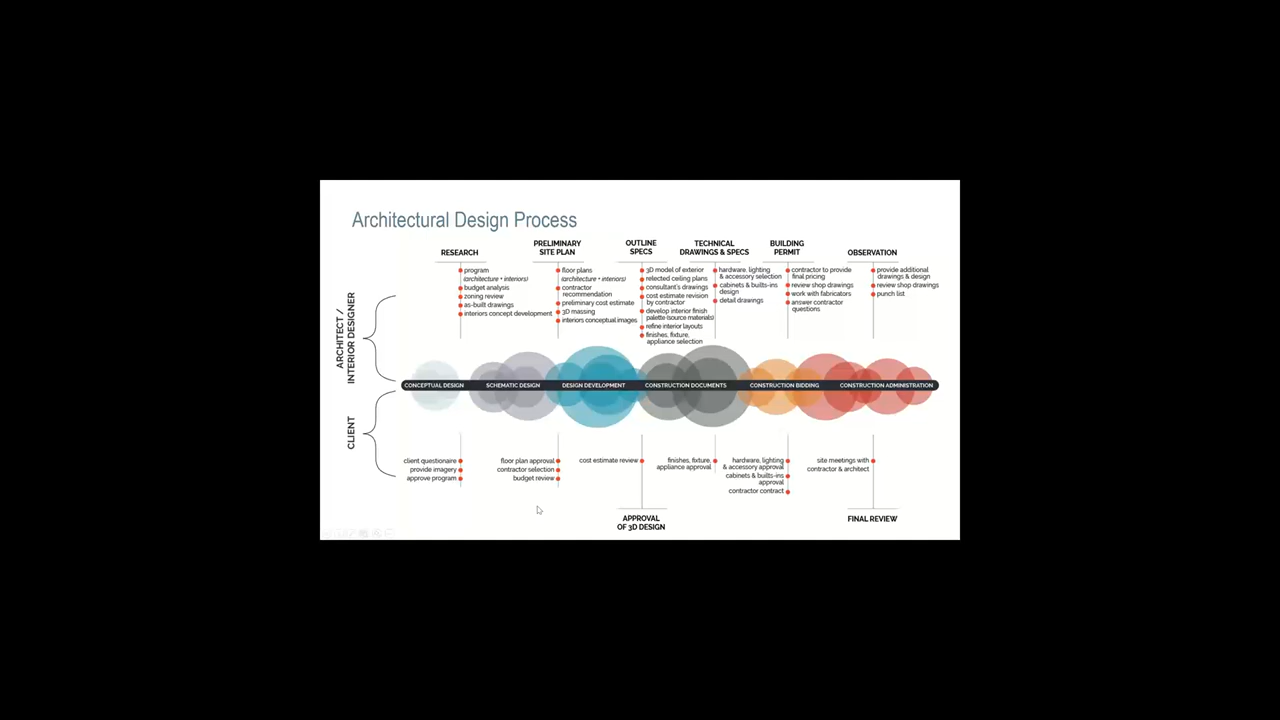 Architectural Design Process
RESEARCH
program
(architecture + interiors)
budget analysis
zoning review
as-built drawings
interiors concept development
PRELIMINARY
SITE PLAN
floor plans
(architecture + interiors)
contractor
recommendation
preliminary cost estimate
3D massing
interiors conceptual images
OUTLINE
SPECS
3D model of exterior
relected ceiling plans
consultant's drawings
cost estimate revision
by contractor
develop interior finish
palette (source materials)
refine interior layouts
finishes, fixture,
appliance selection
TECHNICAL
DRAWINGS & SPECS
hardware, lighting
& accessory selection
cabinets & builts-ins
design
detail drawings
BUILDING
PERMIT
contractor to provide
final pricing
review shop drawings
work with fabricators
answer contractor
questions
OBSERVATION
provide additional
drawings & design
review shop drawings
punch list
ARCHITECT /
INTERIOR DESIGNER
CONCEPTUAL DESIGN
SCHEMATIC DESIGN
DESIGN DEVELOPMENT
CONSTRUCTION DOCUMENTS
CONSTRUCTION BIDDING
CONSTRUCTION ADMINISTRATION
CLIENT
client questionaire
provide imagery
approve program
floor plan approval
contractor selection
budget review
cost estimate review
APPROVAL
OF 3D DESIGN
finishes, fixture,
appliance approval
hardware, lighting
& accessory approval
cabinets & builts-ins
approval
contractor contract
site meetings with
contractor & architect
FINAL REVIEW